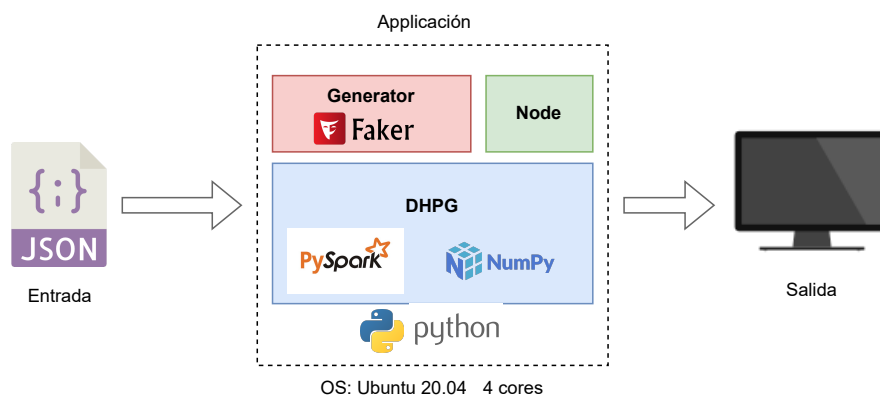 Applicación
Generator
Faker
Node
{;}
JSON
DHPG
PySpark
NumPy
Entrada
Salida
python
OS: Ubuntu 20.04 4 cores